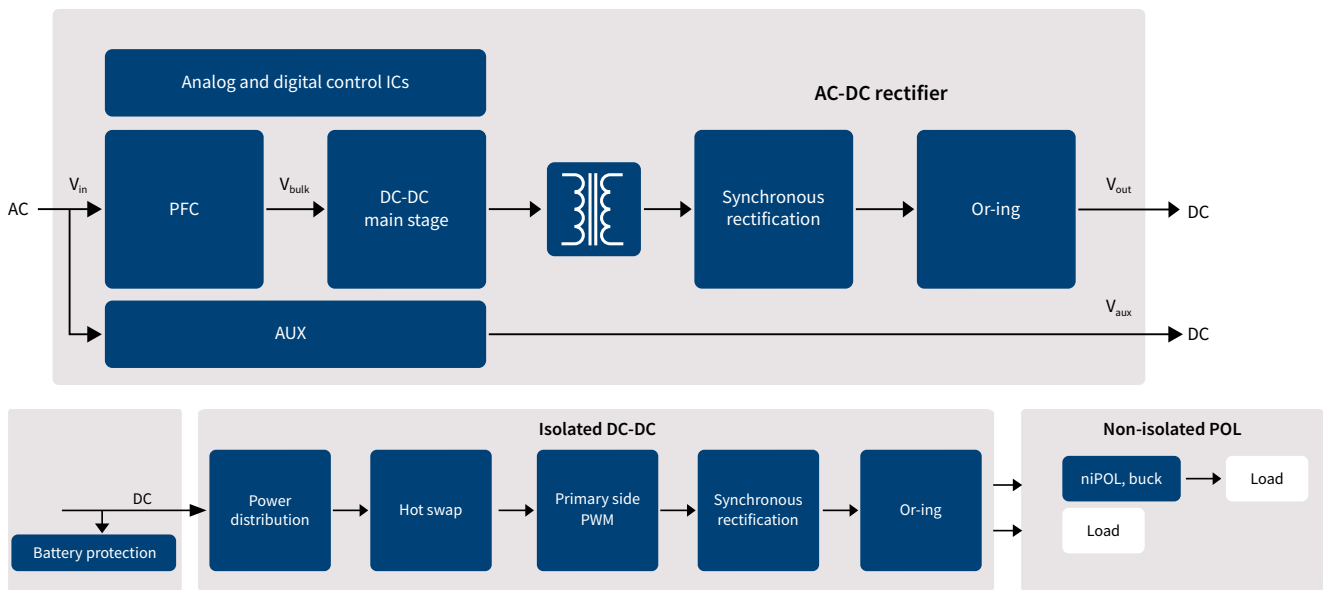 Analog and digital control ICs
AC-DC rectifier
AC
Vin
PFC
Vbulk
DC-DC
main stage
Synchronous
rectification
Or-ing
Vout
DC
AUX
Vaux
DC
DC
Battery protection
Isolated DC-DC
Power
distribution
Hot swap
Primary side
PWM
Synchronous
rectification
Or-ing
Non-isolated POL
niPOL, buck
Load
Load